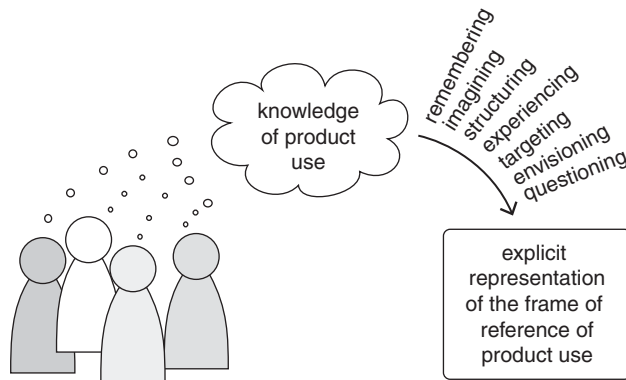 knowledge
of product
use
remembering
imagining
structuring
experiencing
targeting
envisioning
questioning
explicit
representation
of the frame of
reference of
product use